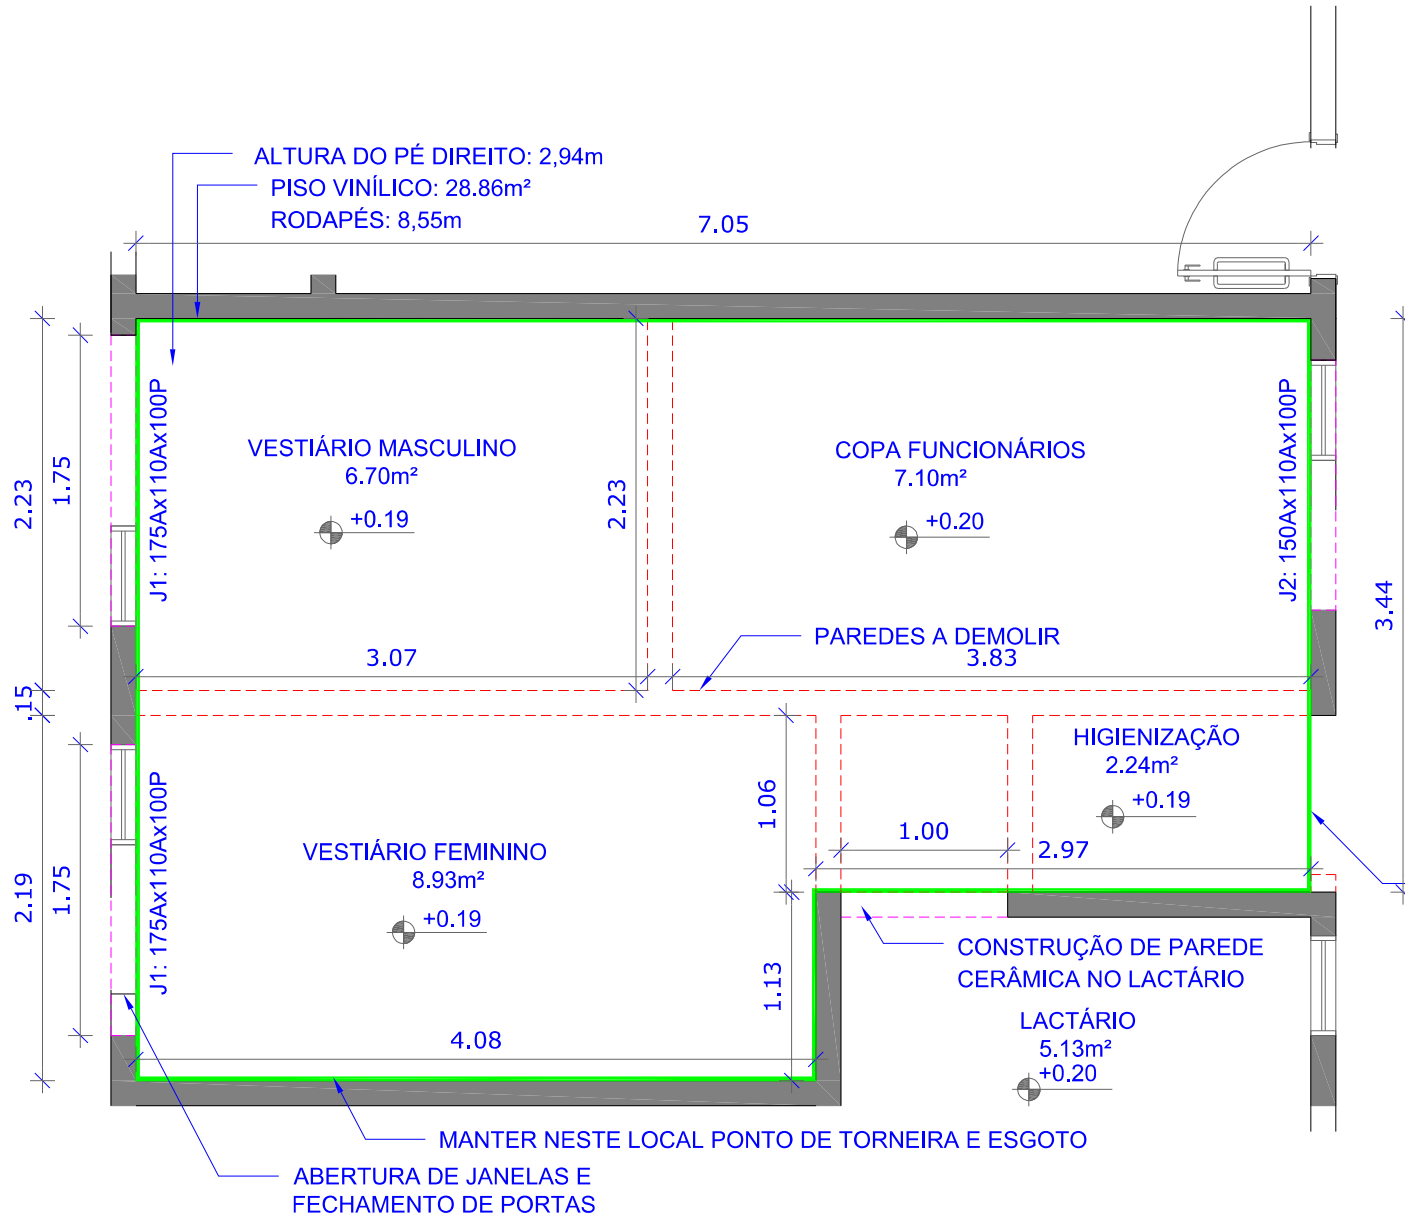 ALTURA DO PÉ DIREITO: 2,94m
PISO VINÍLICO: 28.86m²
RODAPÉS: 8,55m
7.05
2.23
1.75
J1: 175Ax110Ax100P
VESTIÁRIO MASCULINO
6.70m²
+0.19
2.23
COPA FUNCIONÁRIOS
7.10m²
+0.20
J2: 150Ax110Ax100P
3.44
PAREDES A DEMOLIR
3.07
3.83
.15
HIGIENIZAÇÃO
2.24m²
+0.19
1.06
1.00
2.97
2.19
1.75
J1: 175Ax110Ax100P
VESTIÁRIO FEMININO
8.93m²
+0.19
1.13
CONSTRUÇÃO DE PAREDE
CERÂMICA NO LACTÁRIO
LACTÁRIO
5.13m²
+0.20
4.08
MANTER NESTE LOCAL PONTO DE TORNEIRA E ESGOTO
ABERTURA DE JANELAS E
FECHAMENTO DE PORTAS